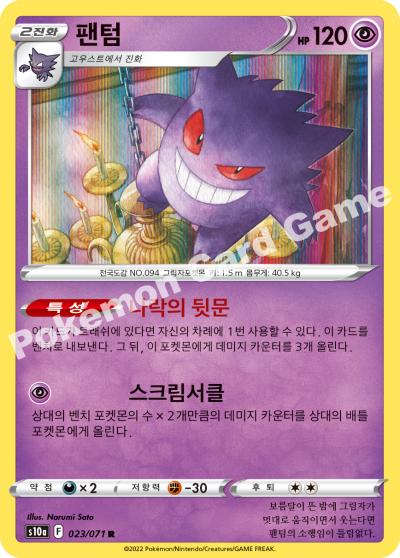 2진화
팬텀
HP 120
고우스트에서 진화
전국도감 NO.094 그림자포켓몬 키: 1.5 m 몸무게: 40.5 kg
Pokémon Card Game
특성 나락의 뒷문
이 카드가 트래쉬에 있다면 자신의 차례에 1번 사용할 수 있다. 이 카드를
벤치로 내보낸다. 그 뒤, 이 포켓몬에게 데미지 카운터를 3개 올린다.
스크림서클
상대의 벤치 포켓몬의 수 × 2개만큼의 데미지 카운터를 상대의 배틀
포켓몬에게 올린다.
약점 ×2 저항력 -30 후퇴
Illus. Narumi Sato
s10a F 023/071 R
보름달이 뜬 밤에 그림자가
멋대로 움직이면서 웃는다면
팬텀의 소행임이 틀림없다.
©2022 Pokémon/Nintendo/Creatures/GAME FREAK.